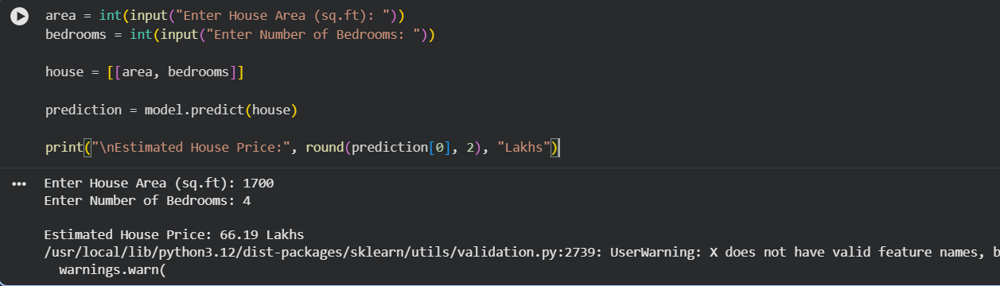 area = int(input("Enter House Area (sq.ft): "))
bedrooms = int(input("Enter Number of Bedrooms: "))
house = [[area, bedrooms]]
prediction = model.predict(house)
print("\nEstimated House Price:", round(prediction[0], 2), "Lakhs")
Enter House Area (sq.ft): 1700
Enter Number of Bedrooms: 4
Estimated House Price: 66.19 Lakhs
/usr/local/lib/python3.12/dist-packages/sklearn/utils/validation.py:2739: UserWarning: X does not have valid feature names, b
warnings.warn(